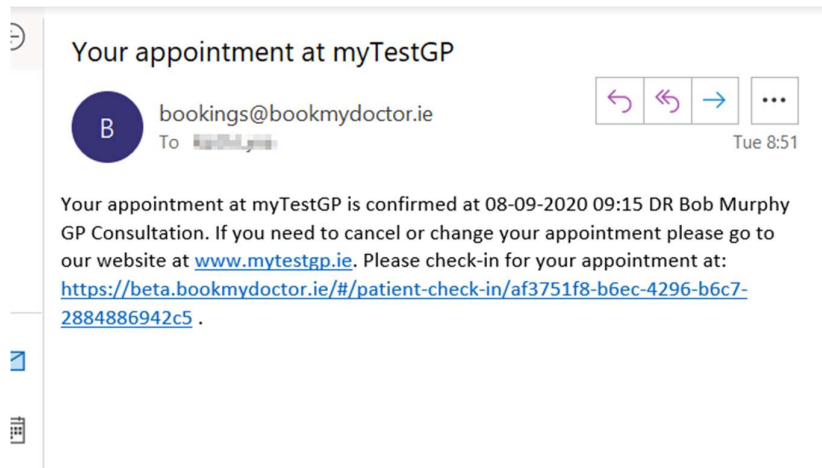 Your appointment at myTestGP
B
bookings@bookmydoctor.ie
To
Tue 8:51
Your appointment at myTestGP is confirmed at 08-09-2020 09:15 DR Bob Murphy
GP Consultation. If you need to cancel or change your appointment please go to
our website at www.mytestgp.ie. Please check-in for your appointment at:
https://beta.bookmydoctor.ie/#/patient-check-in/af3751f8-b6ec-4296-b6c7-
2884886942c5 .